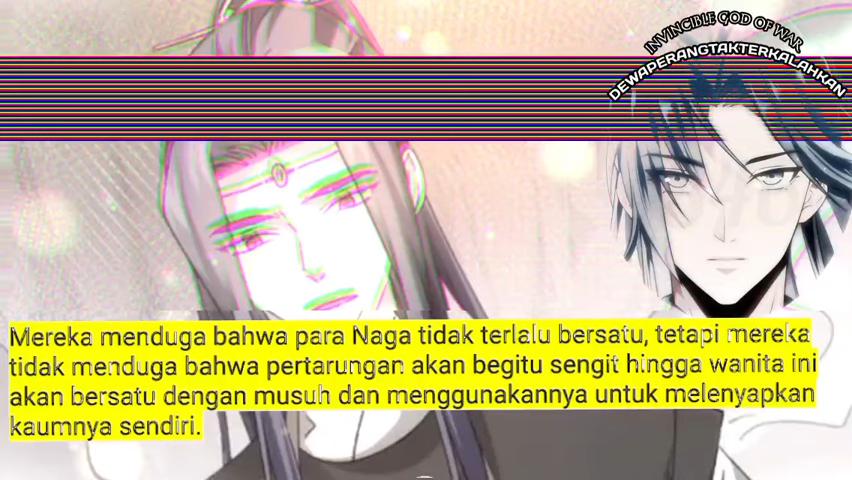 INVINCIBLE GOD OF WAR
DEWAPERANGTAKTERKALAHKAN
Mereka menduga bahwa para Naga tidak terlalu bersatu, tetapi mereka
tidak menduga bahwa pertarungan akan begitu sengit hingga wanita ini
akan bersatu dengan musuh dan menggunakannya untuk melenyapkan
kaumnya sendiri.